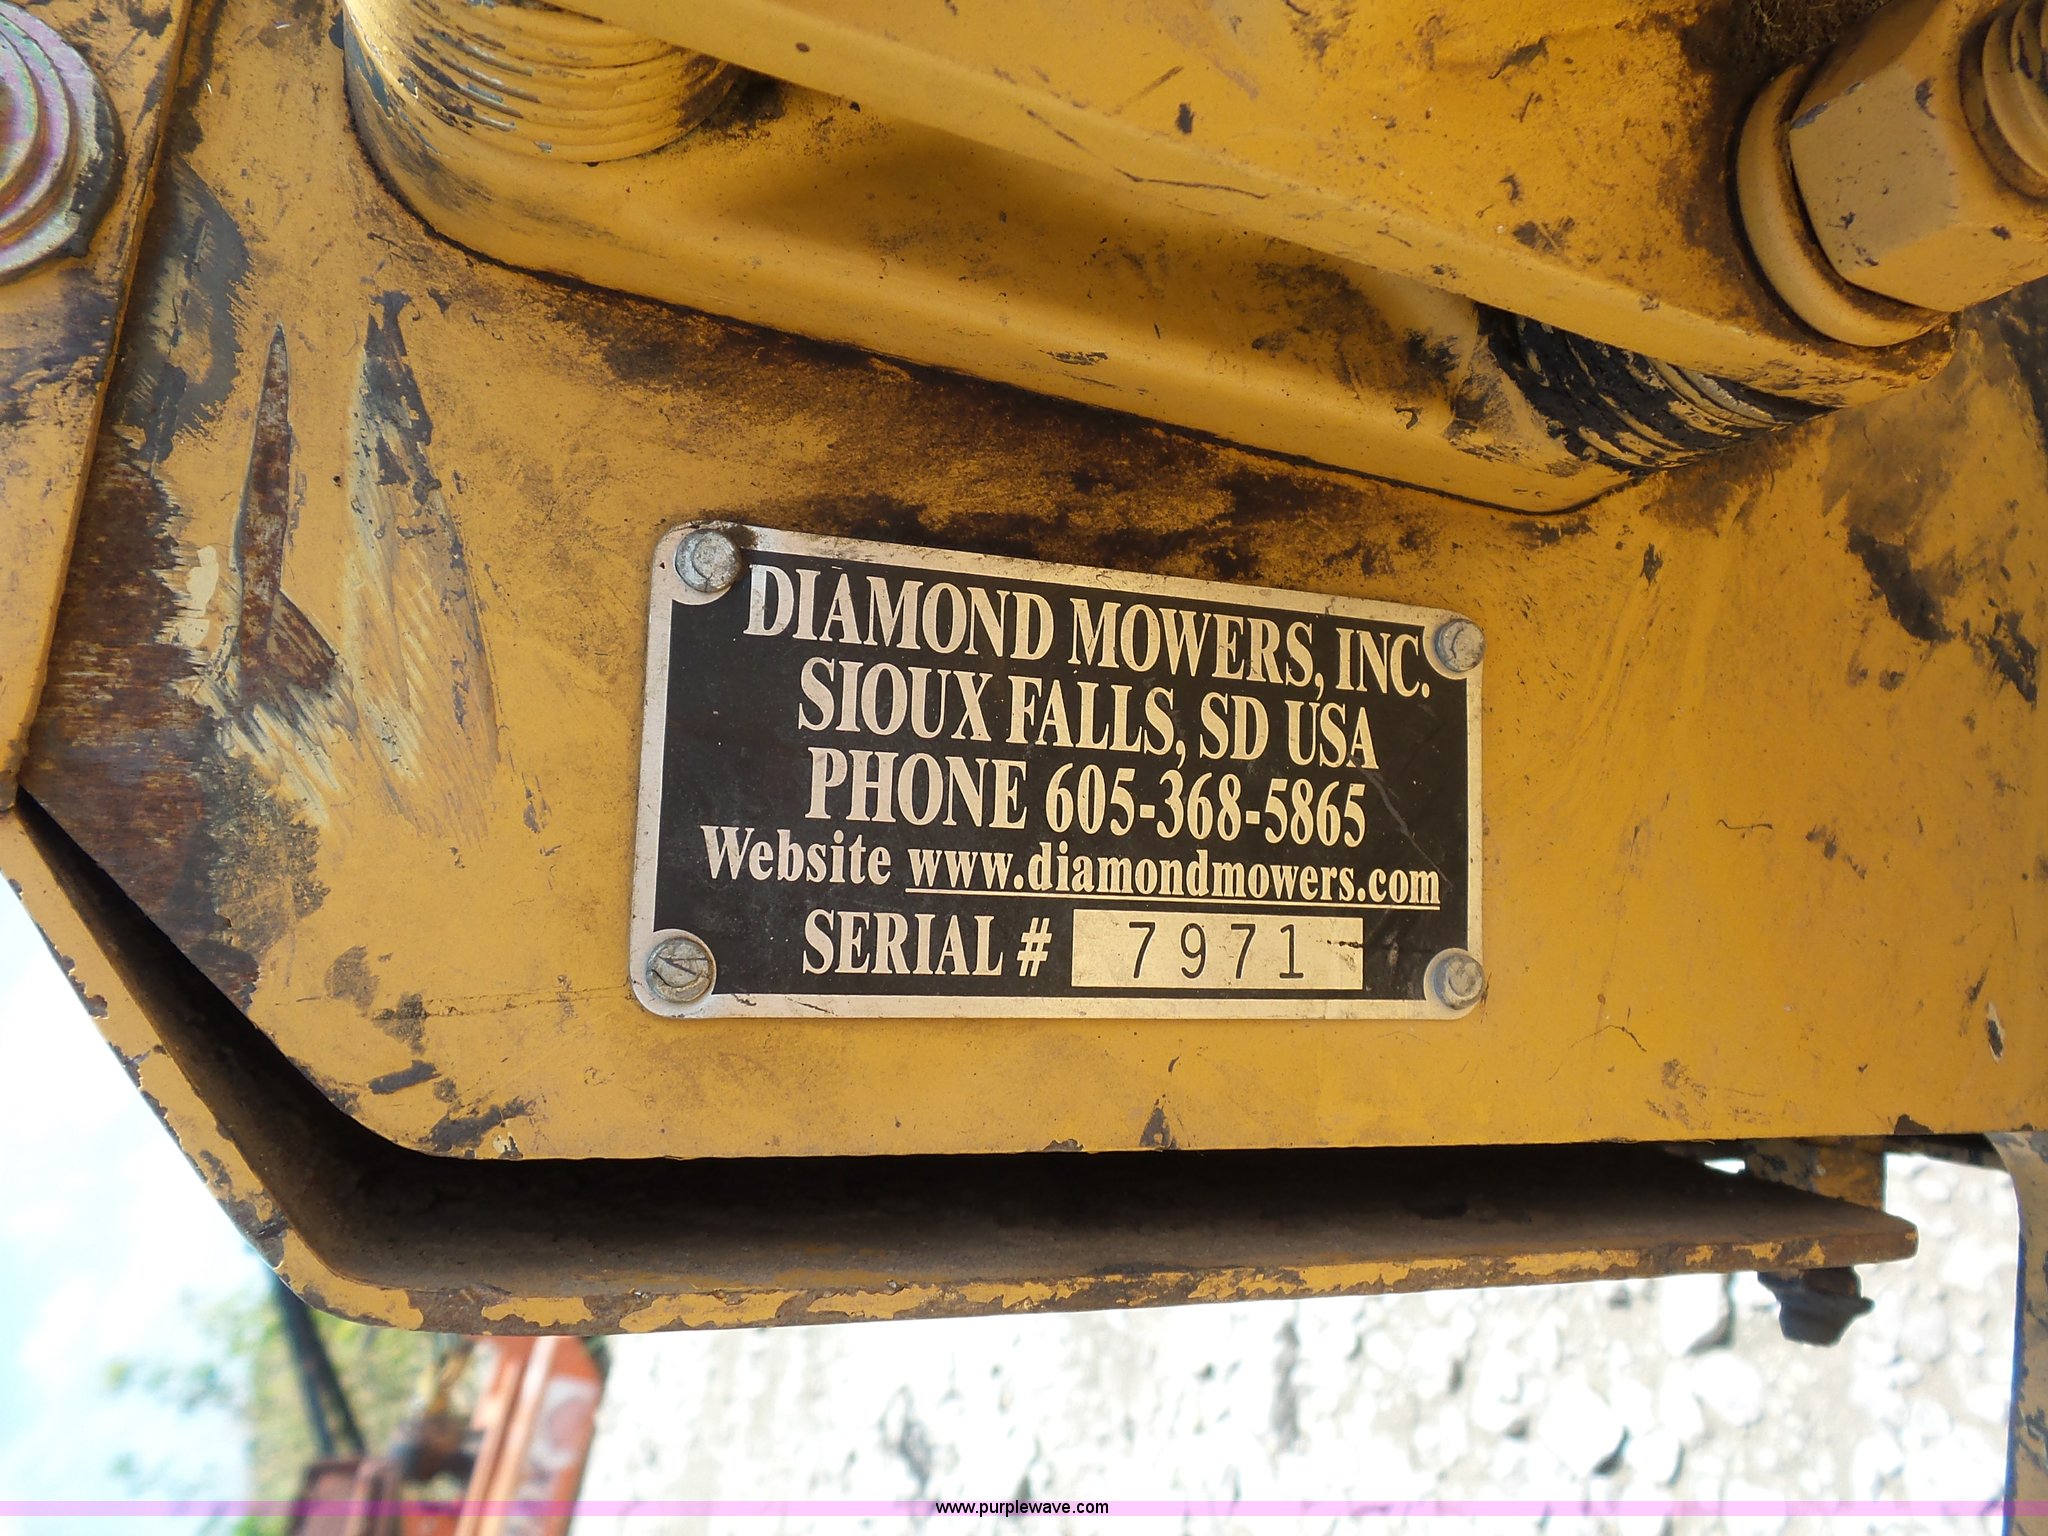 DIAMOND MOWERS, INC.
SIOUX FALLS, SD USA
PHONE 605-368-5865
Website www.diamondmowers.com
SERIAL # 7971
www.purplewave.com